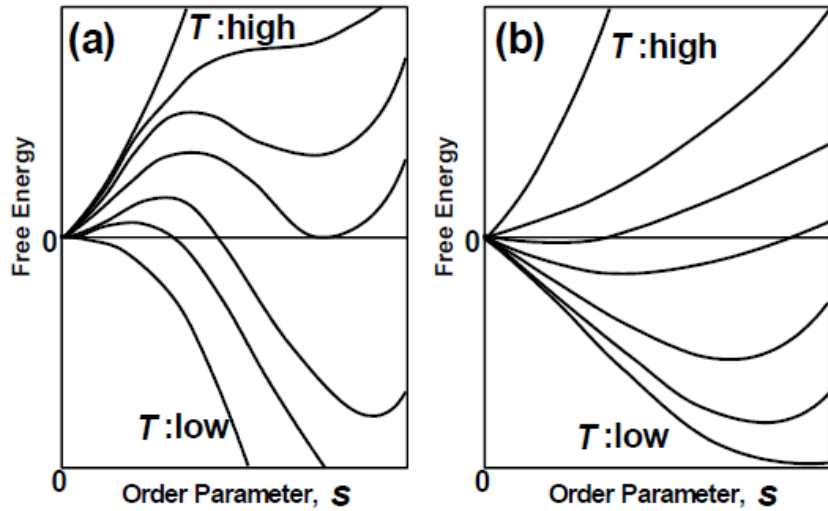 (a)
T:high
Free Energy
0
T:low
0
Order Parameter, s
(b)
T:high
Free Energy
0
T:low
0
Order Parameter, s